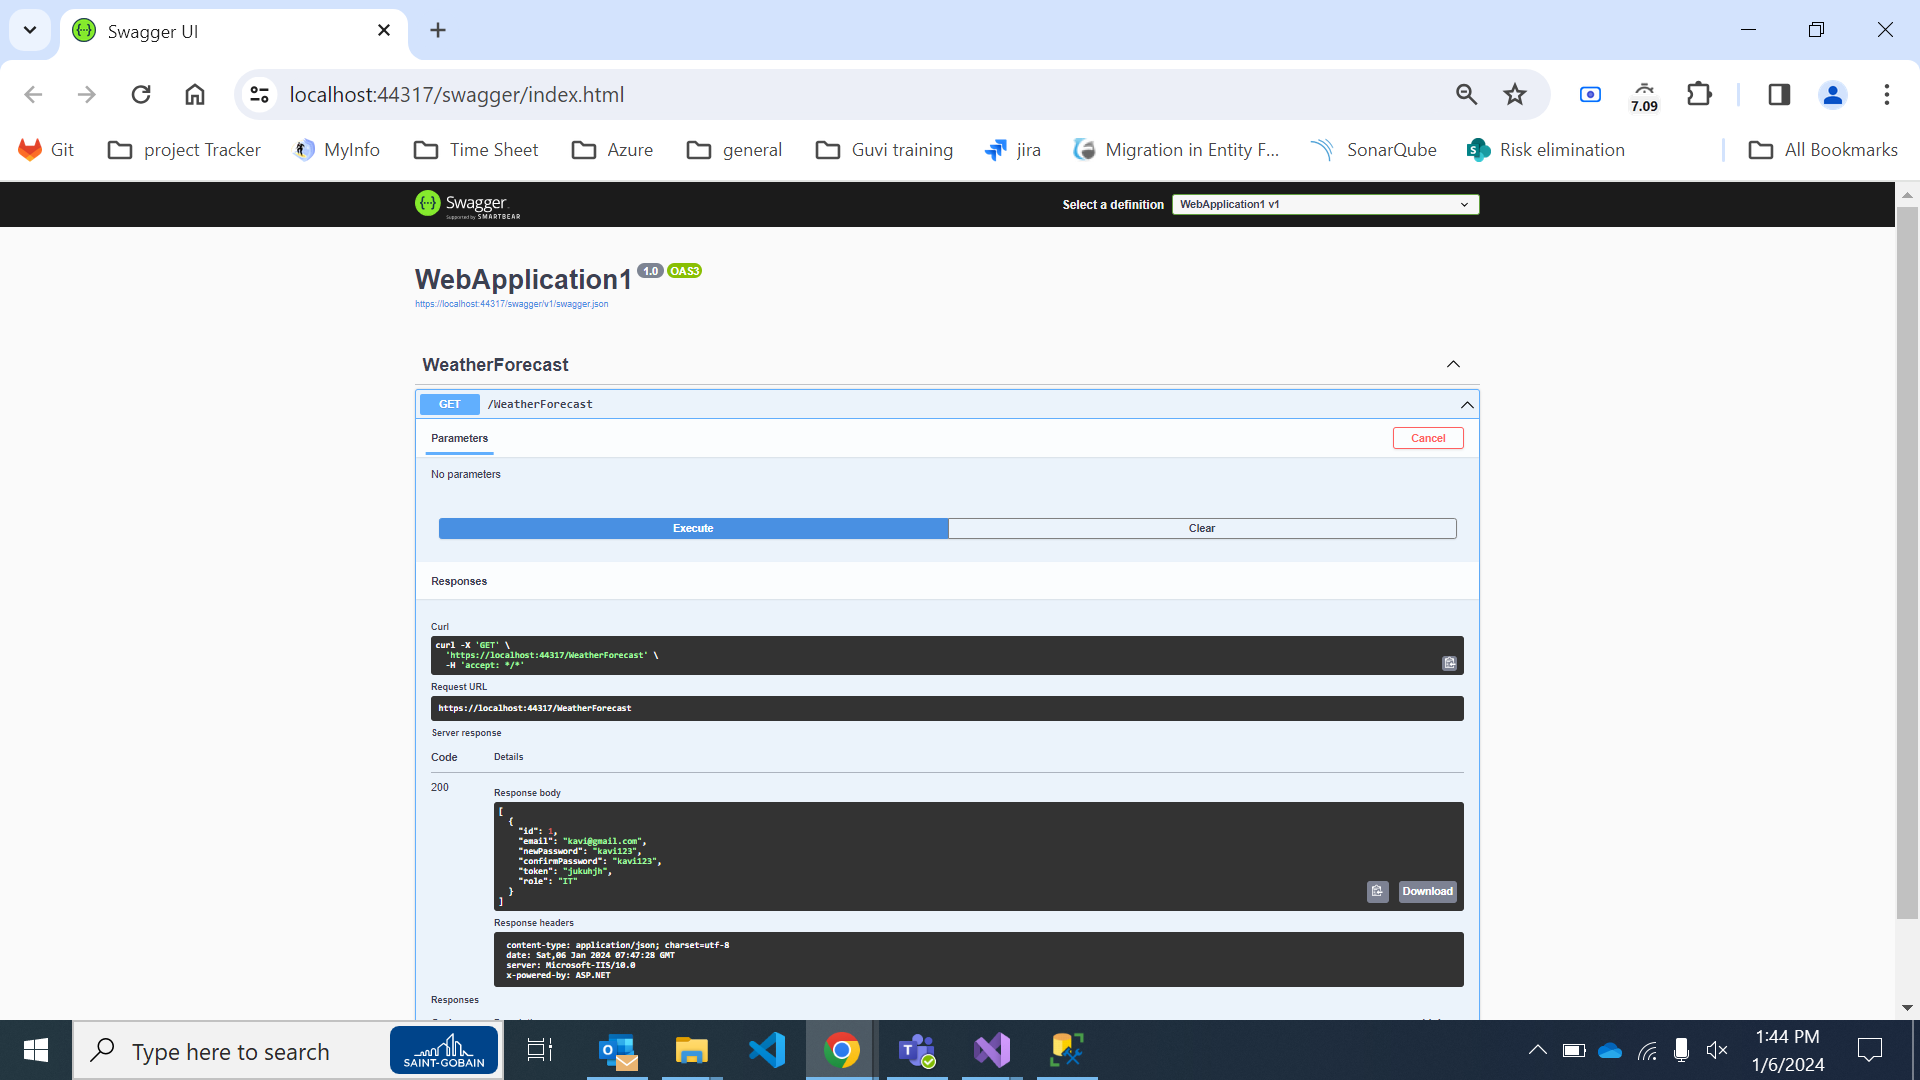 Swagger UI
localhost:44317/swagger/index.html
7.09
Git
project Tracker
MyInfo
Time Sheet
Azure
general
Guvi training
jira
Migration in Entity F...
SonarQube
Risk elimination
All Bookmarks
Swagger
Supported by SMARTBEAR
Select a definition
WebApplication1 v1
WebApplication1 1.0 OAS3
https://localhost:44317/swagger/v1/swagger.json
WeatherForecast
GET /WeatherForecast
Parameters
Cancel
No parameters
Execute
Clear
Responses
Curl
curl -X 'GET' \
'https://localhost:44317/WeatherForecast' \
-H 'accept: */*'
Request URL
https://localhost:44317/WeatherForecast
Server response
Code Details
200
Response body
[
{
"id": 1,
"email": "kavi@gmail.com",
"newPassword": "kavi123",
"confirmPassword": "kavi123",
"token": "jukuhjh",
"role": "IT"
}
]
Download
Response headers
content-type: application/json; charset=utf-8
date: Sat,06 Jan 2024 07:47:28 GMT
server: Microsoft-IIS/10.0
x-powered-by: ASP.NET
Responses
Type here to search
SAINT-GOBAIN
1:44 PM
1/6/2024